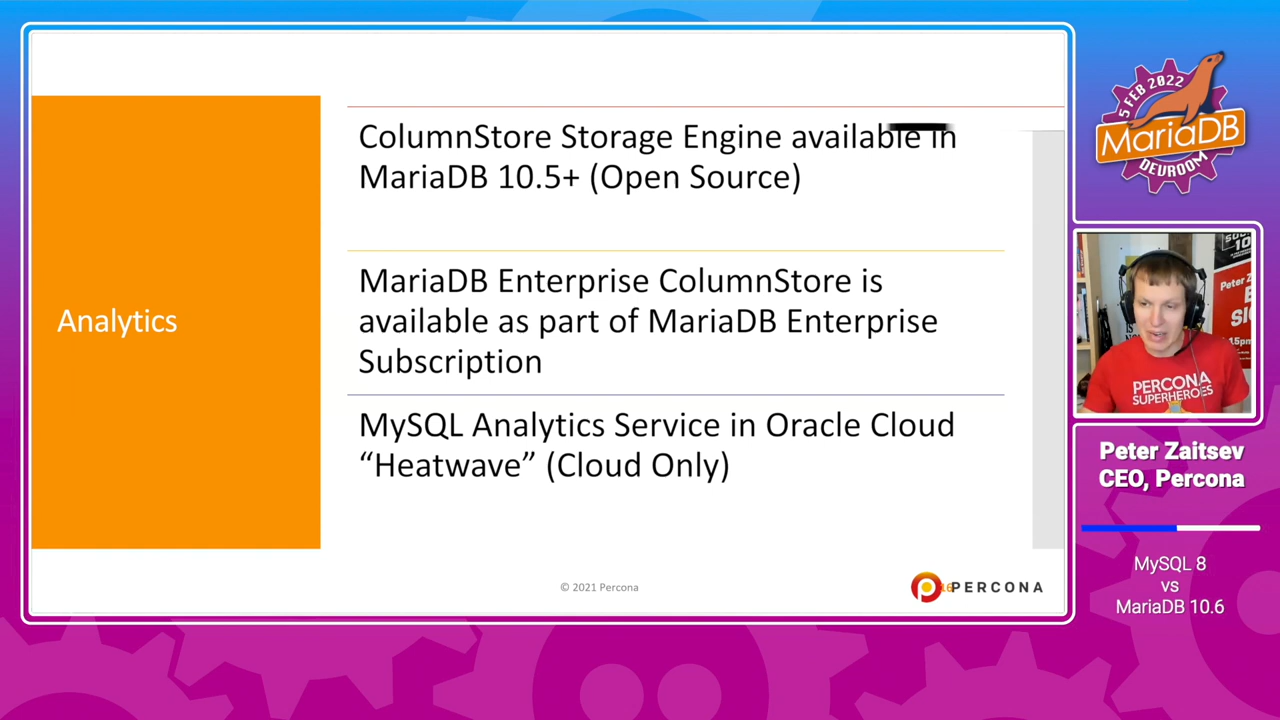 Analytics
ColumnStore Storage Engine available in
MariaDB 10.5+ (Open Source)
MariaDB Enterprise ColumnStore is
available as part of MariaDB Enterprise
Subscription
MySQL Analytics Service in Oracle Cloud
“Heatwave” (Cloud Only)
© 2021 Percona
16
PERCONA
5 FEB 2022
MariaDB
DEVROOM
Peter Z
PERCONA
SUPERHEROES
Peter Zaitsev
CEO, Percona
MySQL 8
vs
MariaDB 10.6